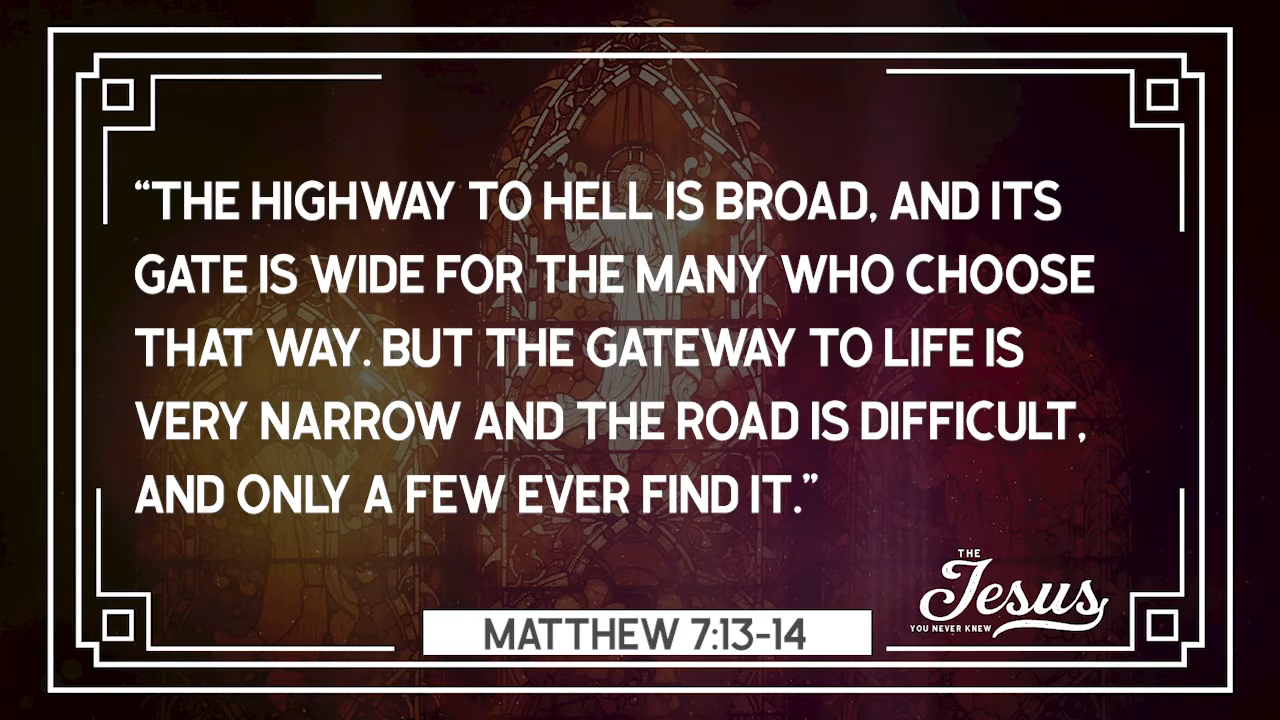 “THE HIGHWAY TO HELL IS BROAD, AND ITS
GATE IS WIDE FOR THE MANY WHO CHOOSE
THAT WAY. BUT THE GATEWAY TO LIFE IS
VERY NARROW AND THE ROAD IS DIFFICULT,
AND ONLY A FEW EVER FIND IT.”
THE
Jesus
YOU NEVER KNEW
MATTHEW 7:13-14